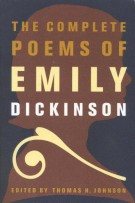 THE COMPLETE
POEMS OF
EMILY
DICKINSON
EDITED BY THOMAS H. JOHNSON